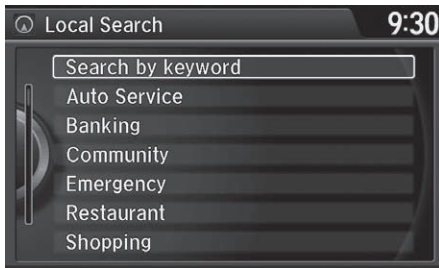 Local Search
9:30
Search by keyword
Auto Service
Banking
Community
Emergency
Restaurant
Shopping